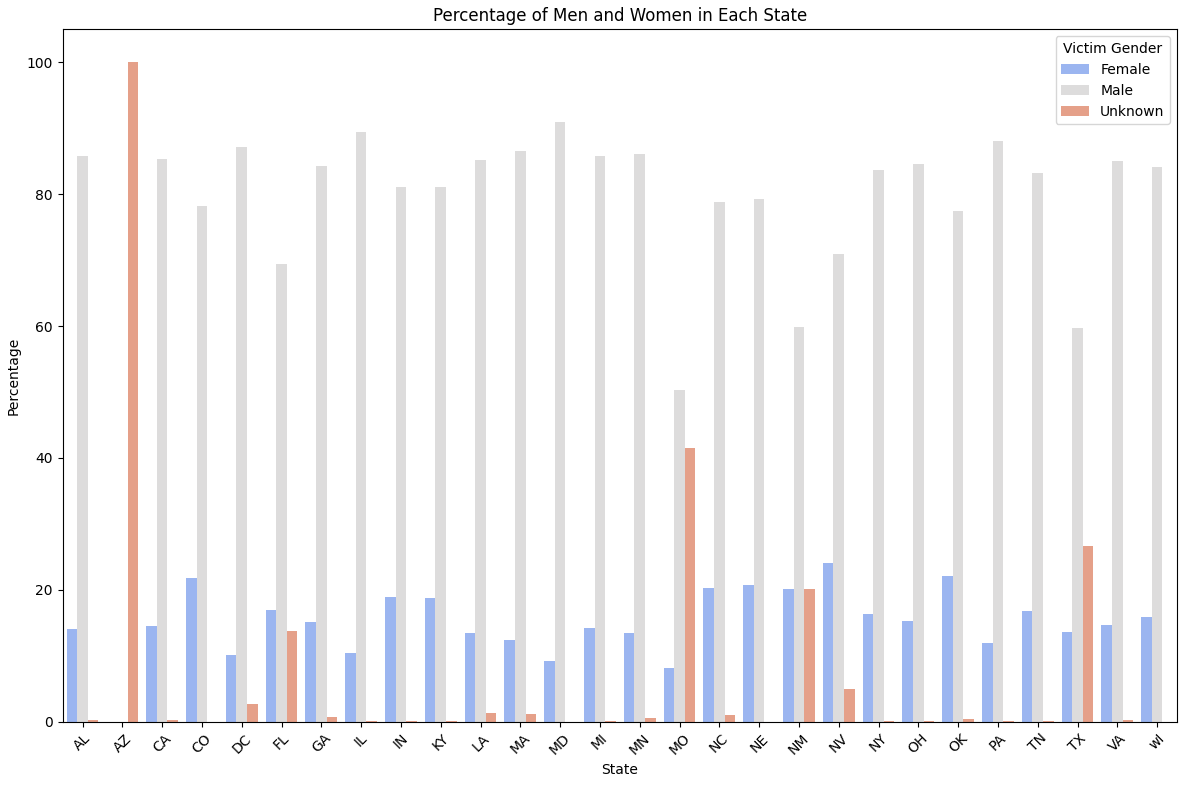 Percentage of Men and Women in Each State
Victim Gender
Female
Male
Unknown
Percentage
100
80
60
40
20
0
AL AZ CA CO DC FL GA IL IN KY LA MA MD MI MN MO NC NE NM NV NY OH OK PA TN TX VA wI
State